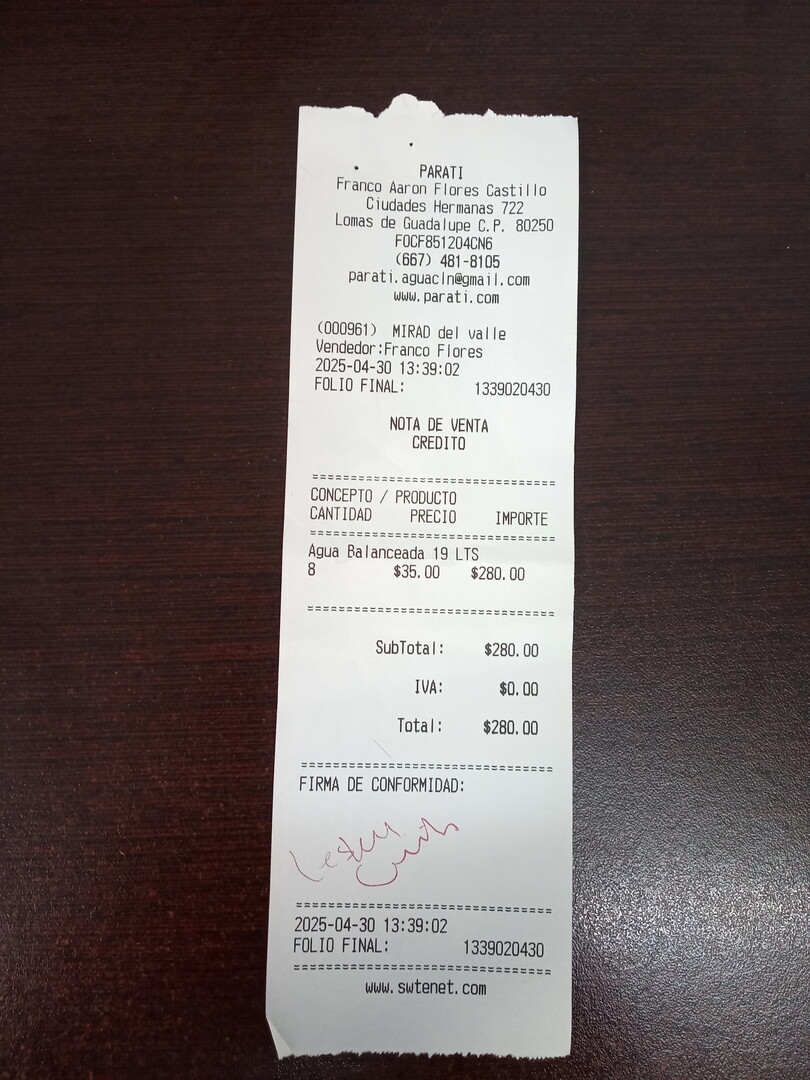 PARATI
Franco Aaron Flores Castillo
Ciudades Hermanas 722
Lomas de Guadalupe C.P. 80250
FOCF851204CN6
(667) 481-8105
parati.aguacln@gmail.com
www.parati.com
(000961) MIRAD del valle
Vendedor:Franco Flores
2025-04-30 13:39:02
FOLIO FINAL: 1339020430
NOTA DE VENTA
CREDITO
==============================
CONCEPTO / PRODUCTO
CANTIDAD PRECIO IMPORTE
==============================
Agua Balanceada 19 LTS
8 $35.00 $280.00
==============================
SubTotal: $280.00
IVA: $0.00
Total: $280.00
==============================
FIRMA DE CONFORMIDAD:
==============================
2025-04-30 13:39:02
FOLIO FINAL: 1339020430
==============================
www.swtenet.com